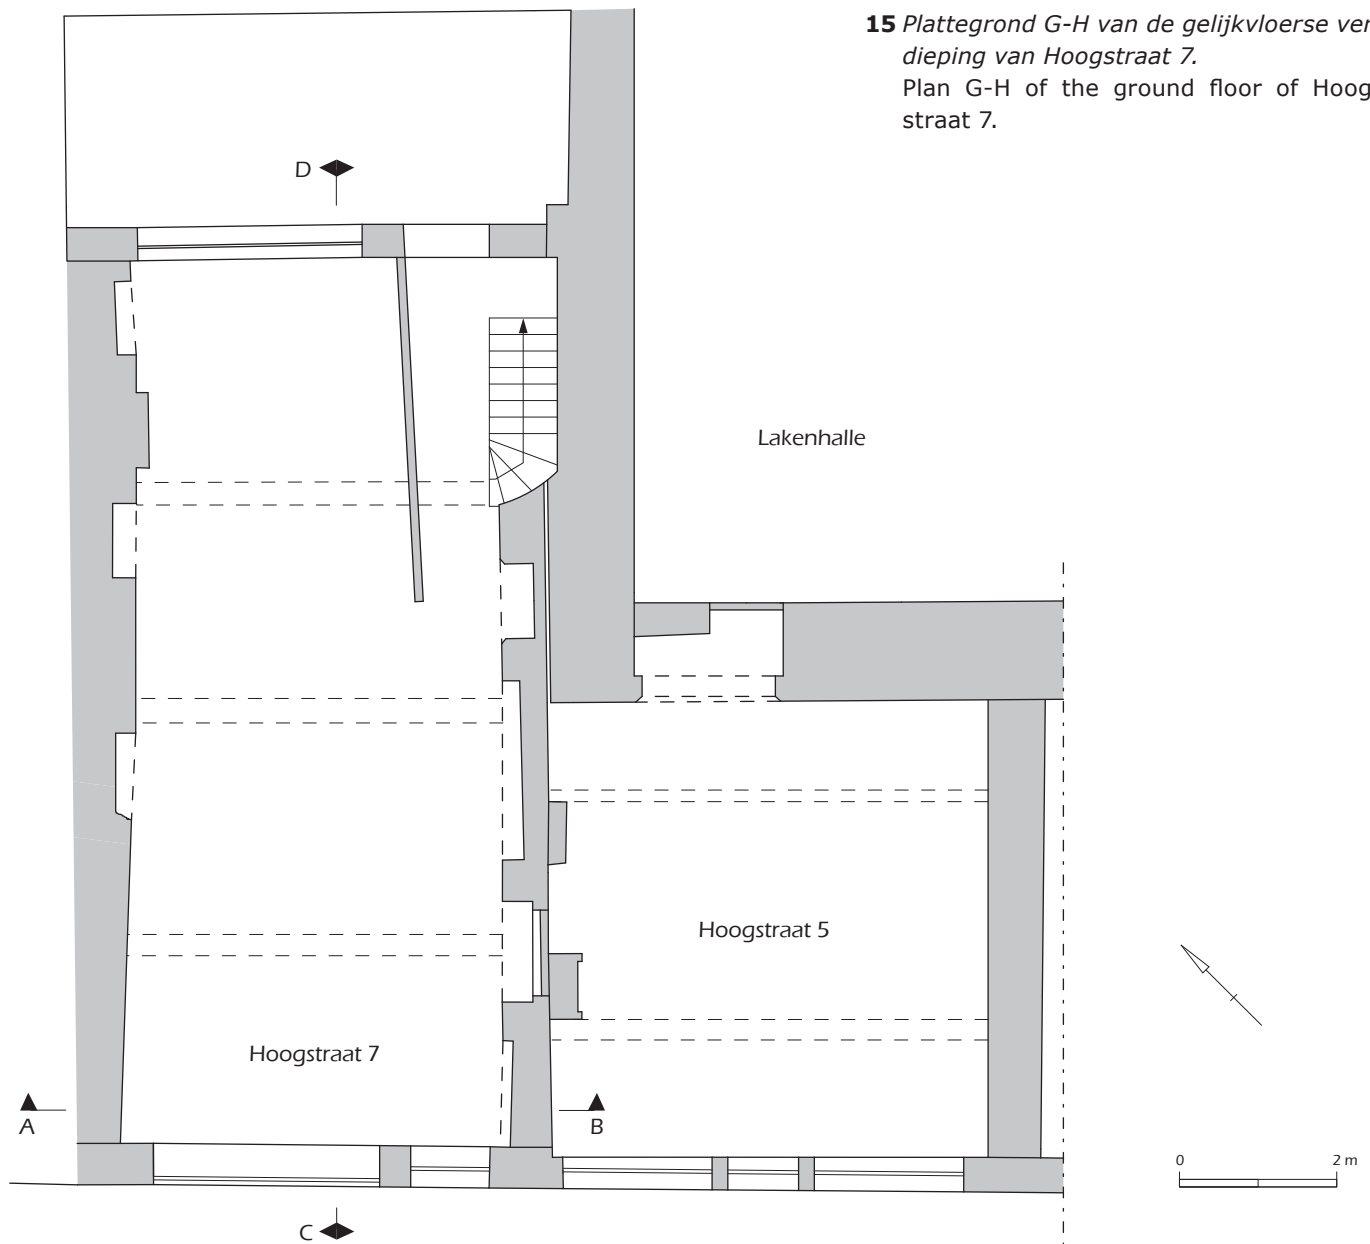 15 Plattegrond G-H van de gelijkvloerse ver
dieping van Hoogstraat 7.
Plan G-H of the ground floor of Hoog
straat 7.
D
Lakenhalle
Hoogstraat 5
Hoogstraat 7
A
B
C
0 2 m